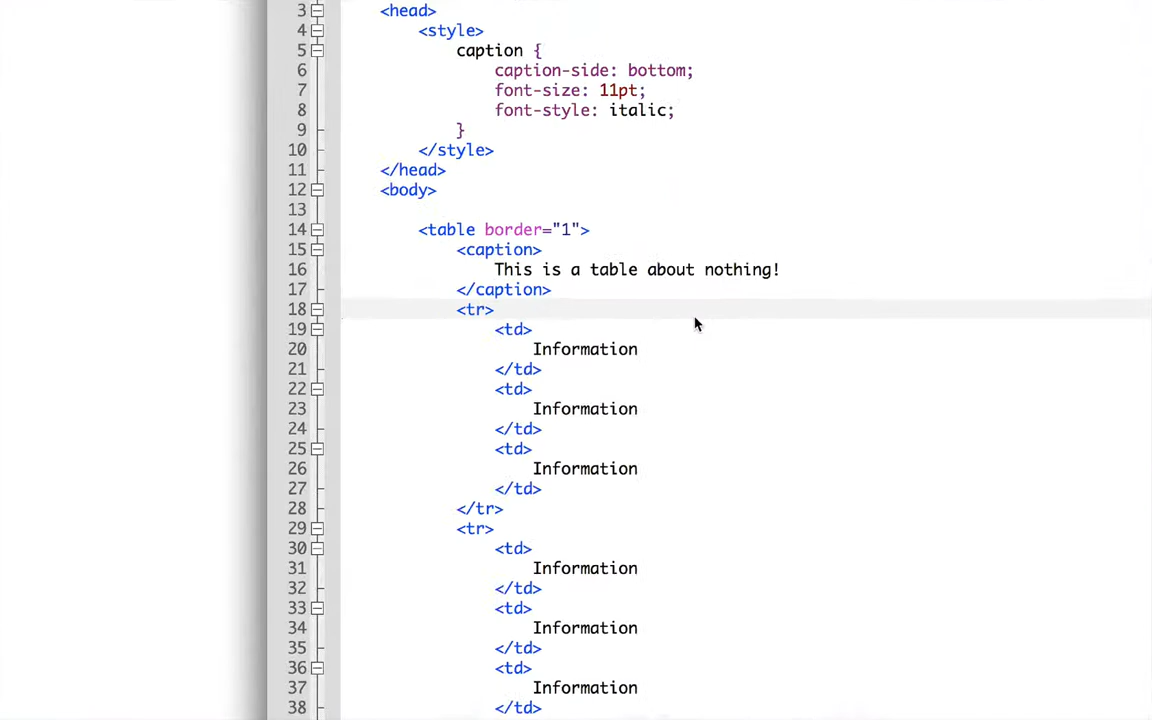 3 <head>
4 <style>
5 caption {
6 caption-side: bottom;
7 font-size: 11pt;
8 font-style: italic;
9 }
10 </style>
11 </head>
12 <body>
13
14 <table border="1">
15 <caption>
16 This is a table about nothing!
17 </caption>
18 <tr>
19 <td>
20 Information
21 </td>
22 <td>
23 Information
24 </td>
25 <td>
26 Information
27 </td>
28 </tr>
29 <tr>
30 <td>
31 Information
32 </td>
33 <td>
34 Information
35 </td>
36 <td>
37 Information
38 </td>